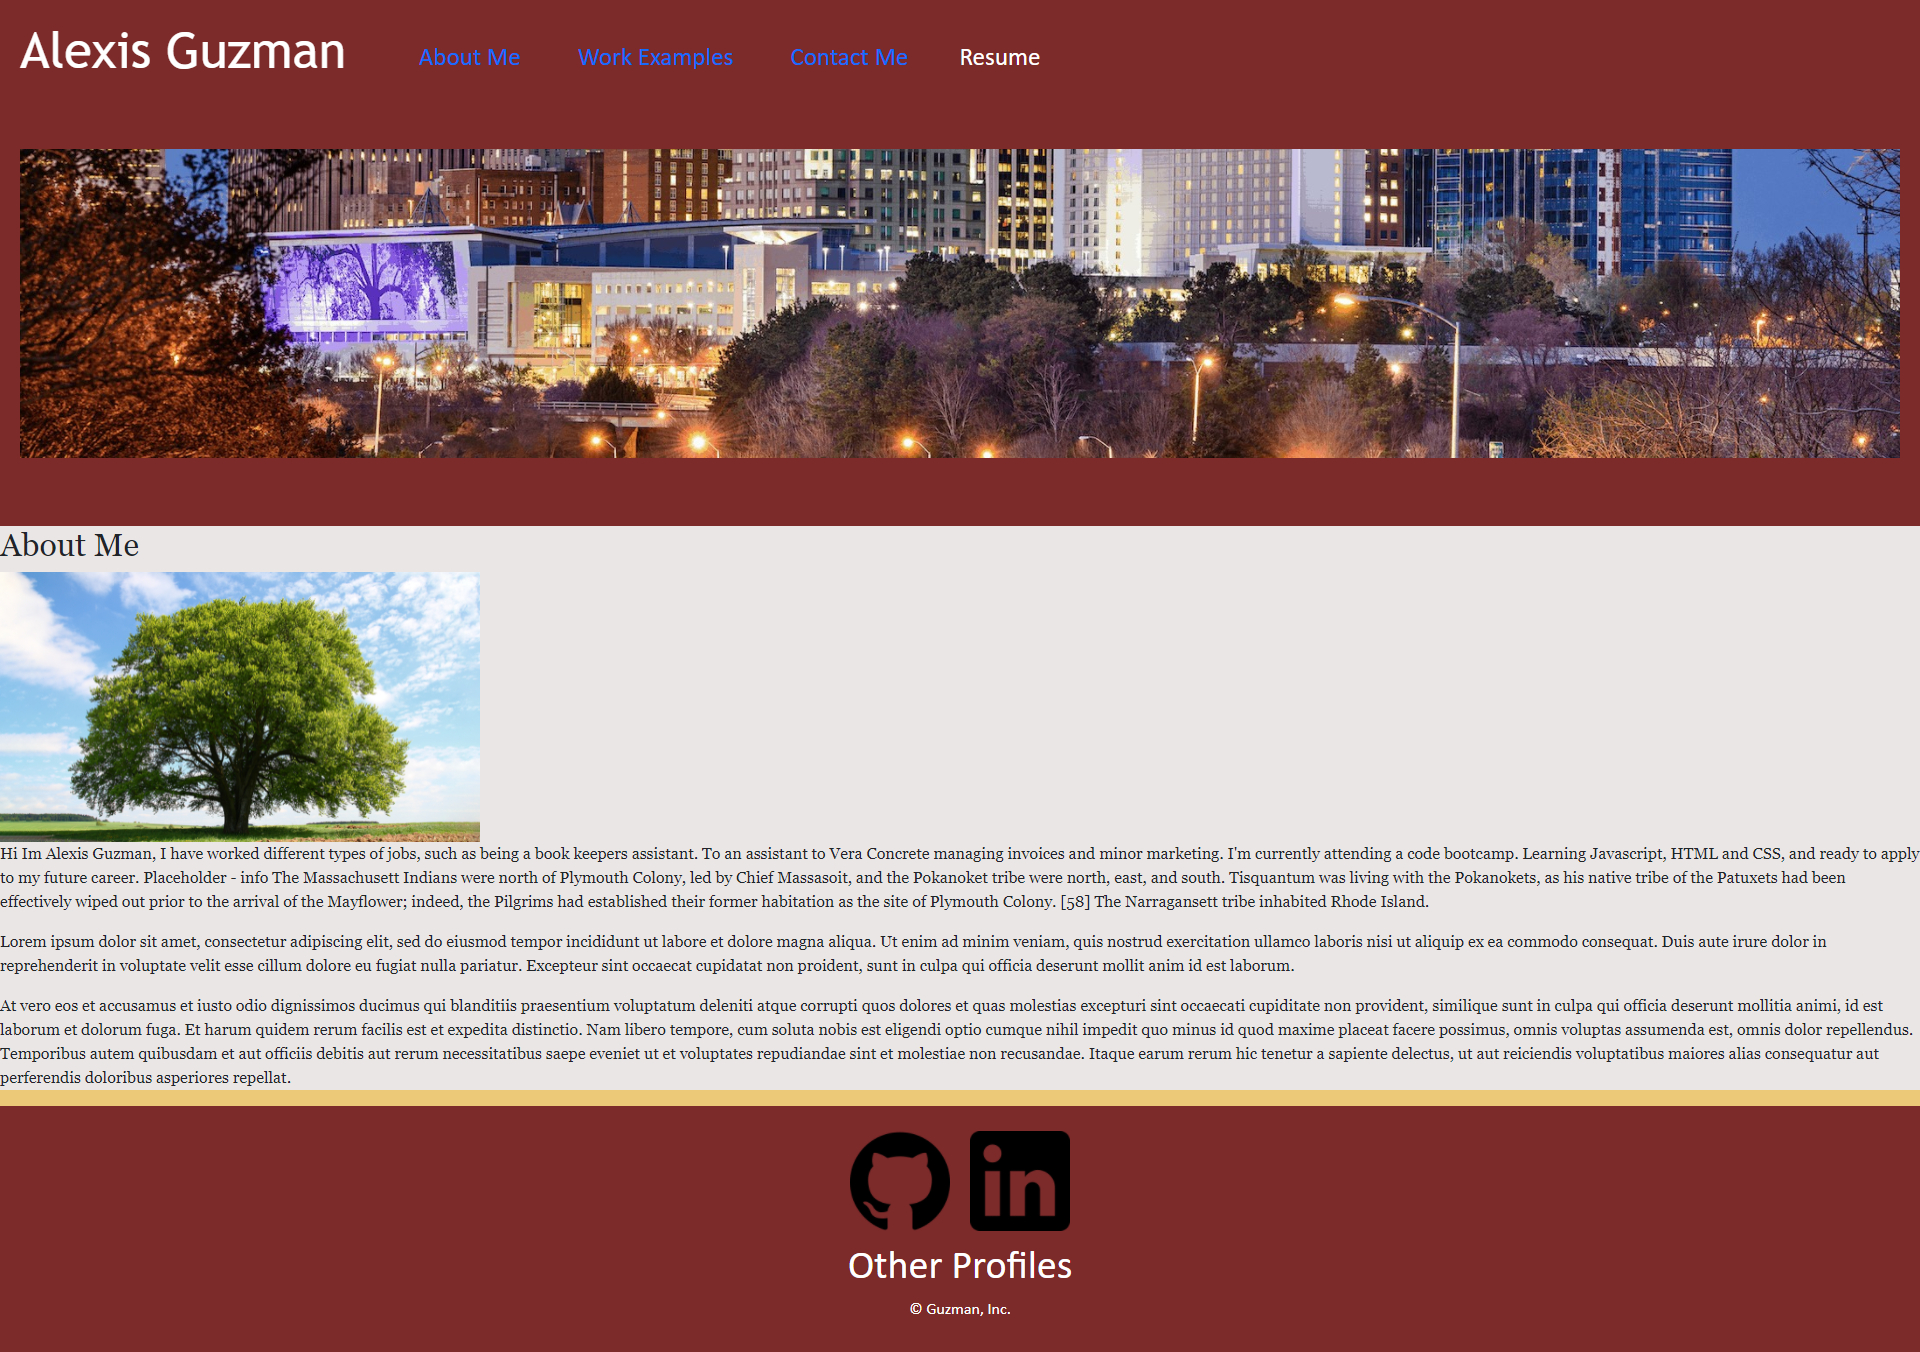 Alexis Guzman
About Me
Work Examples
Contact Me
Resume
About Me
Hi Im Alexis Guzman, I have worked different types of jobs, such as being a book keepers assistant. To an assistant to Vera Concrete managing invoices and minor marketing. I'm currently attending a code bootcamp. Learning Javascript, HTML and CSS, and ready to apply
to my future career. Placeholder - info The Massachusett Indians were north of Plymouth Colony, led by Chief Massasoit, and the Pokanoket tribe were north, east, and south. Tisquantum was living with the Pokanokets, as his native tribe of the Patuxets had been
effectively wiped out prior to the arrival of the Mayflower; indeed, the Pilgrims had established their former habitation as the site of Plymouth Colony. [58] The Narragansett tribe inhabited Rhode Island.
Lorem ipsum dolor sit amet, consectetur adipiscing elit, sed do eiusmod tempor incididunt ut labore et dolore magna aliqua. Ut enim ad minim veniam, quis nostrud exercitation ullamco laboris nisi ut aliquip ex ea commodo consequat. Duis aute irure dolor in
reprehenderit in voluptate velit esse cillum dolore eu fugiat nulla pariatur. Excepteur sint occaecat cupidatat non proident, sunt in culpa qui officia deserunt mollit anim id est laborum.
At vero eos et accusamus et iusto odio dignissimos ducimus qui blanditiis praesentium voluptatum deleniti atque corrupti quos dolores et quas molestias excepturi sint occaecati cupiditate non provident, similique sunt in culpa qui officia deserunt mollitia animi, id est
laborum et dolorum fuga. Et harum quidem rerum facilis est et expedita distinctio. Nam libero tempore, cum soluta nobis est eligendi optio cumque nihil impedit quo minus id quod maxime placeat facere possimus, omnis voluptas assumenda est, omnis dolor repellendus.
Temporibus autem quibusdam et aut officiis debitis aut rerum necessitatibus saepe eveniet ut et voluptates repudiandae sint et molestiae non recusandae. Itaque earum rerum hic tenetur a sapiente delectus, ut aut reiciendis voluptatibus maiores alias consequatur aut
perferendis doloribus asperiores repellat.
in
Other Profiles
© Guzman, Inc.